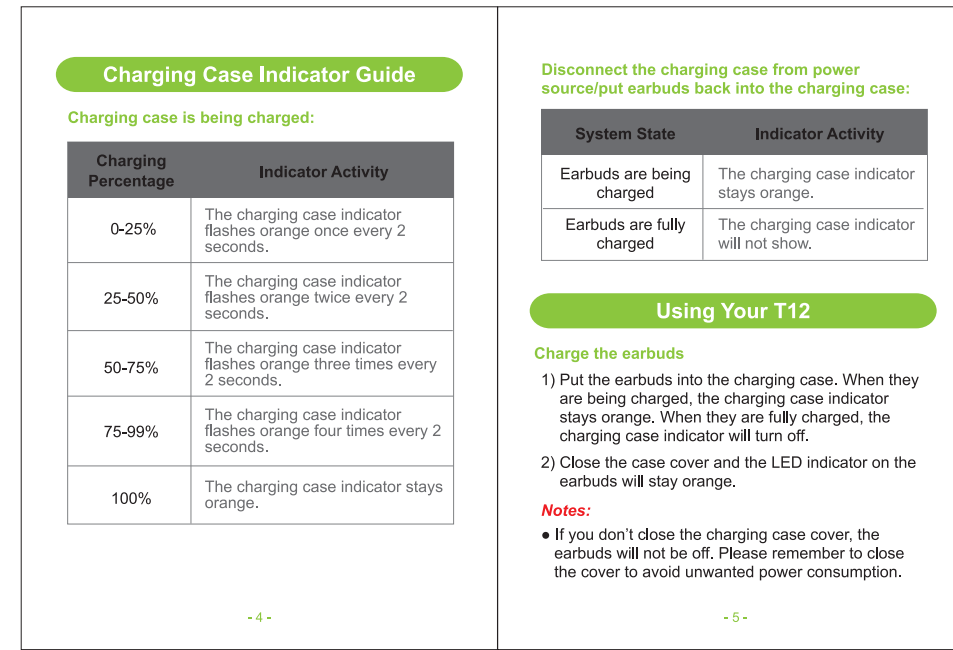 Charging Case Indicator Guide
Charging case is being charged:
Charging
Percentage
Indicator Activity
0-25%
The charging case indicator
flashes orange once every 2
seconds.
25-50%
The charging case indicator
flashes orange twice every 2
seconds.
50-75%
The charging case indicator
flashes orange three times every
2 seconds.
75-99%
The charging case indicator
flashes orange four times every 2
seconds.
100%
The charging case indicator stays
orange.
- 4 -
Disconnect the charging case from power
source/put earbuds back into the charging case:
System State
Indicator Activity
Earbuds are being
charged
The charging case indicator
stays orange.
Earbuds are fully
charged
The charging case indicator
will not show.
Using Your T12
Charge the earbuds
1) Put the earbuds into the charging case. When they
are being charged, the charging case indicator
stays orange. When they are fully charged, the
charging case indicator will turn off.
2) Close the case cover and the LED indicator on the
earbuds will stay orange.
Notes:
● If you don't close the charging case cover, the
earbuds will not be off. Please remember to close
the cover to avoid unwanted power consumption.
- 5 -